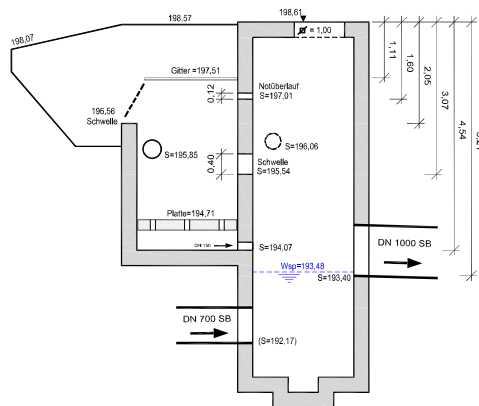 198,61
198,57
⌀ = 1,00
198,07
Gitter =197,51
Notüberlauf
S=197,01
0,12
196,56
Schwelle
S=195,85
S=196,06
Schwelle
S=195,54
0,40
Platte=194,71
DN 150
S=194,07
DN 1000 SB
Wsp=193,48
S=193,40
DN 700 SB
(S=192,17)
1,11
1,60
2,05
3,07
4,54